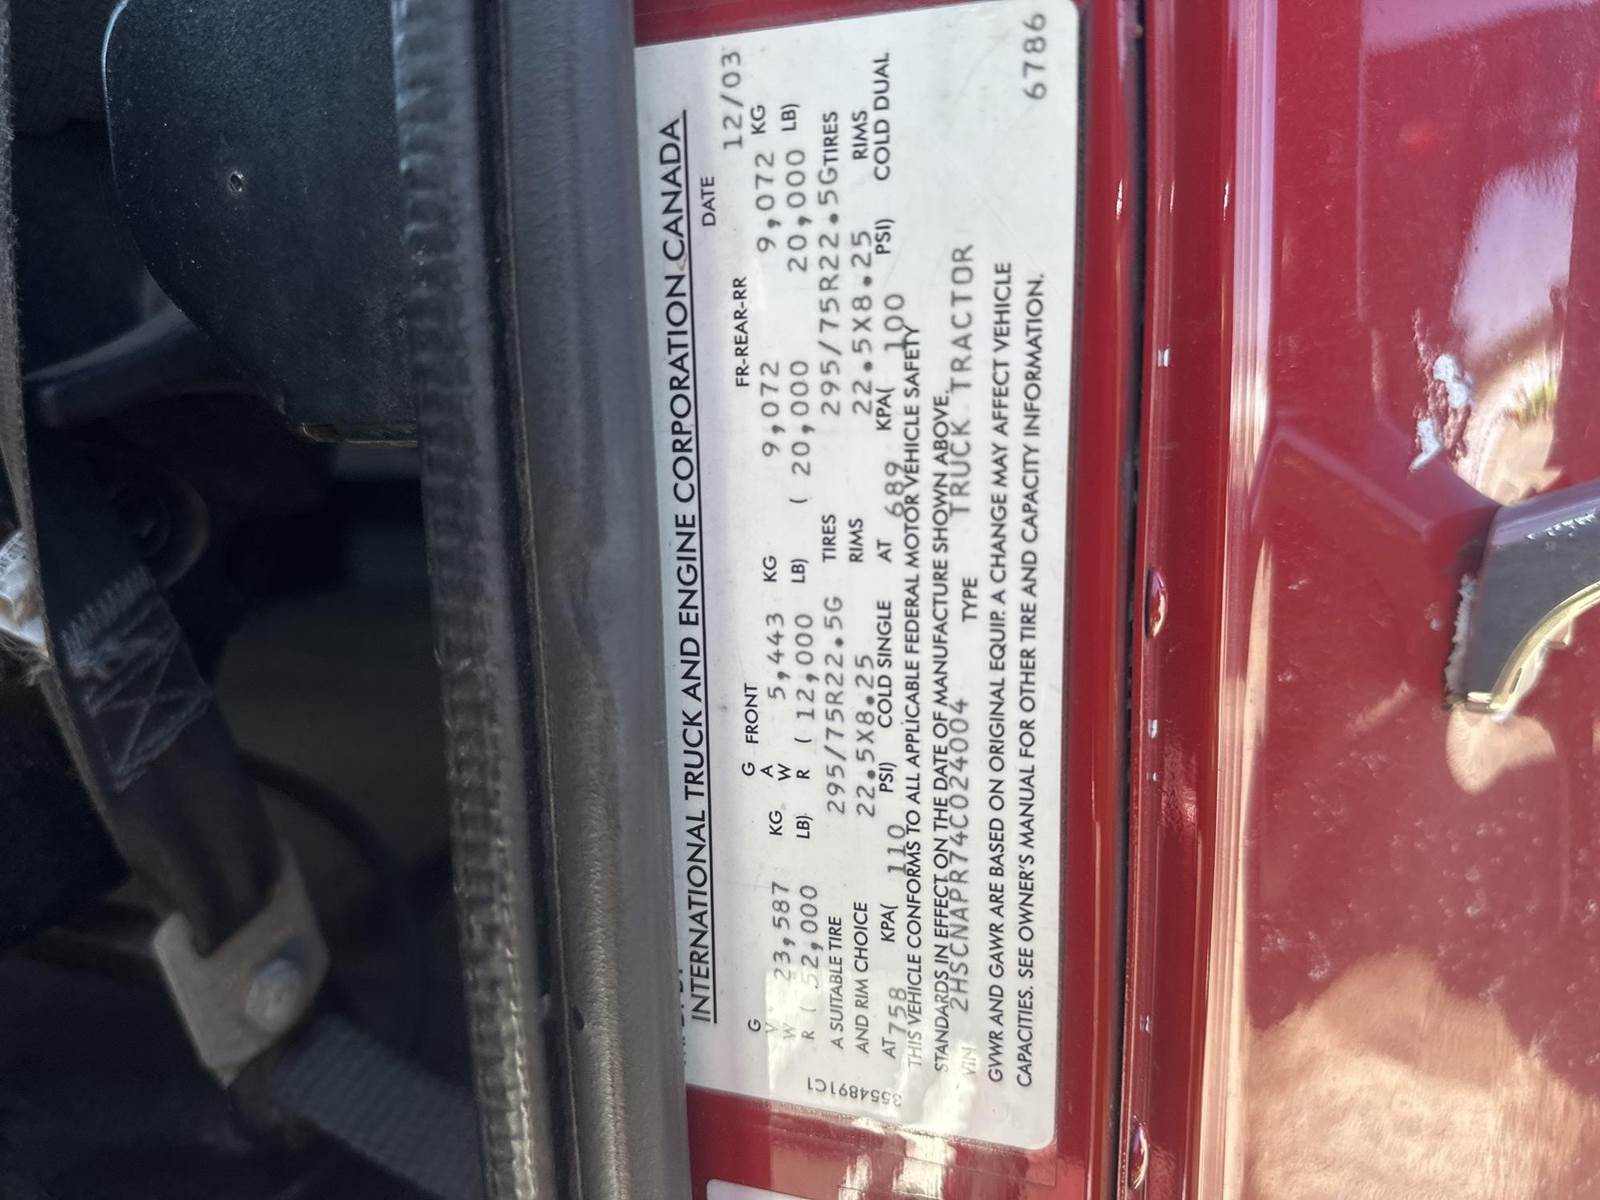 INTERNATIONAL TRUCK AND ENGINE CORPORATION CANADA
DATE 12/03
G G FRONT FR-REAR-RR
V 23,587 KG A 5,443 KG 9,072 9,072 KG
W W
R ( 52,000 LB) R ( 12,000 LB) ( 20,000 20,000 LB)
A SUITABLE TIRE 295/75R22.5G TIRES 295/75R22.5GTIRES
AND RIM CHOICE 22.5X8.25 RIMS 22.5X8.25 RIMS
AT 758 KPA( 110 PSI) COLD SINGLE AT 689 KPA( 100 PSI) COLD DUAL
THIS VEHICLE CONFORMS TO ALL APPLICABLE FEDERAL MOTOR VEHICLE SAFETY
STANDARDS IN EFFECT ON THE DATE OF MANUFACTURE SHOWN ABOVE.
VIN 2HSCNAPR74C024004 TYPE TRUCK TRACTOR
GVWR AND GAWR ARE BASED ON ORIGINAL EQUIP. A CHANGE MAY AFFECT VEHICLE
CAPACITIES. SEE OWNER'S MANUAL FOR OTHER TIRE AND CAPACITY INFORMATION.
6786
3554891C1